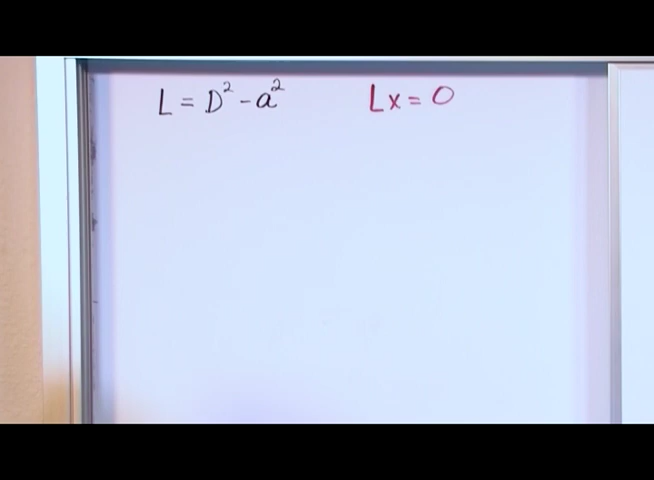 L = D² - a² Lx = 0